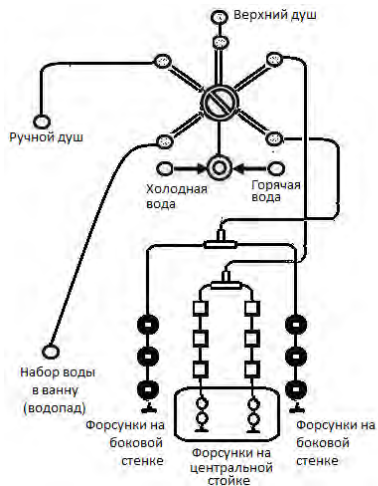 Верхний душ
Ручной душ
Холодная
вода
Горячая
вода
Набор воды
в ванну
(водопад)
Форсунки на
боковой
стенке
Форсунки на
центральной
стойке
Форсунки на
боковой
стенке